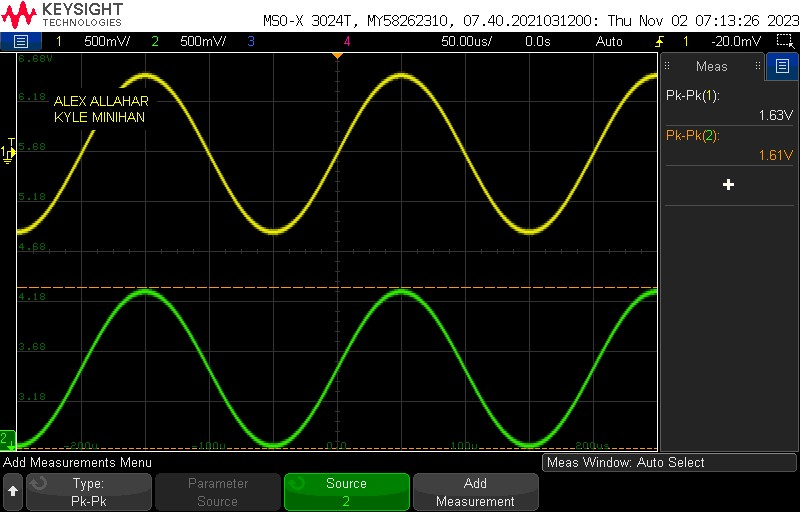 KEYSIGHT
TECHNOLOGIES
MSO-X 3024T, MY58262310, 07.40.2021031200: Thu Nov 02 07:13:26 2023
1 500mV/ 2 500mV/ 3 4 50.00us/ 0.0s Auto 1 -20.0mV
6.68V
6.18
ALEX ALLAHAR
KYLE MINIHAN
T
1
5.68
5.18
4.68
4.18
3.68
3.18
2
-200u -100u 0.0 100u 200us
Meas
Pk-Pk(1):
1.63V
Pk-Pk(2):
1.61V
Add Measurements Menu
Meas Window: Auto Select
Type:
Pk-Pk
Parameter
Source
Source
2
Add
Measurement